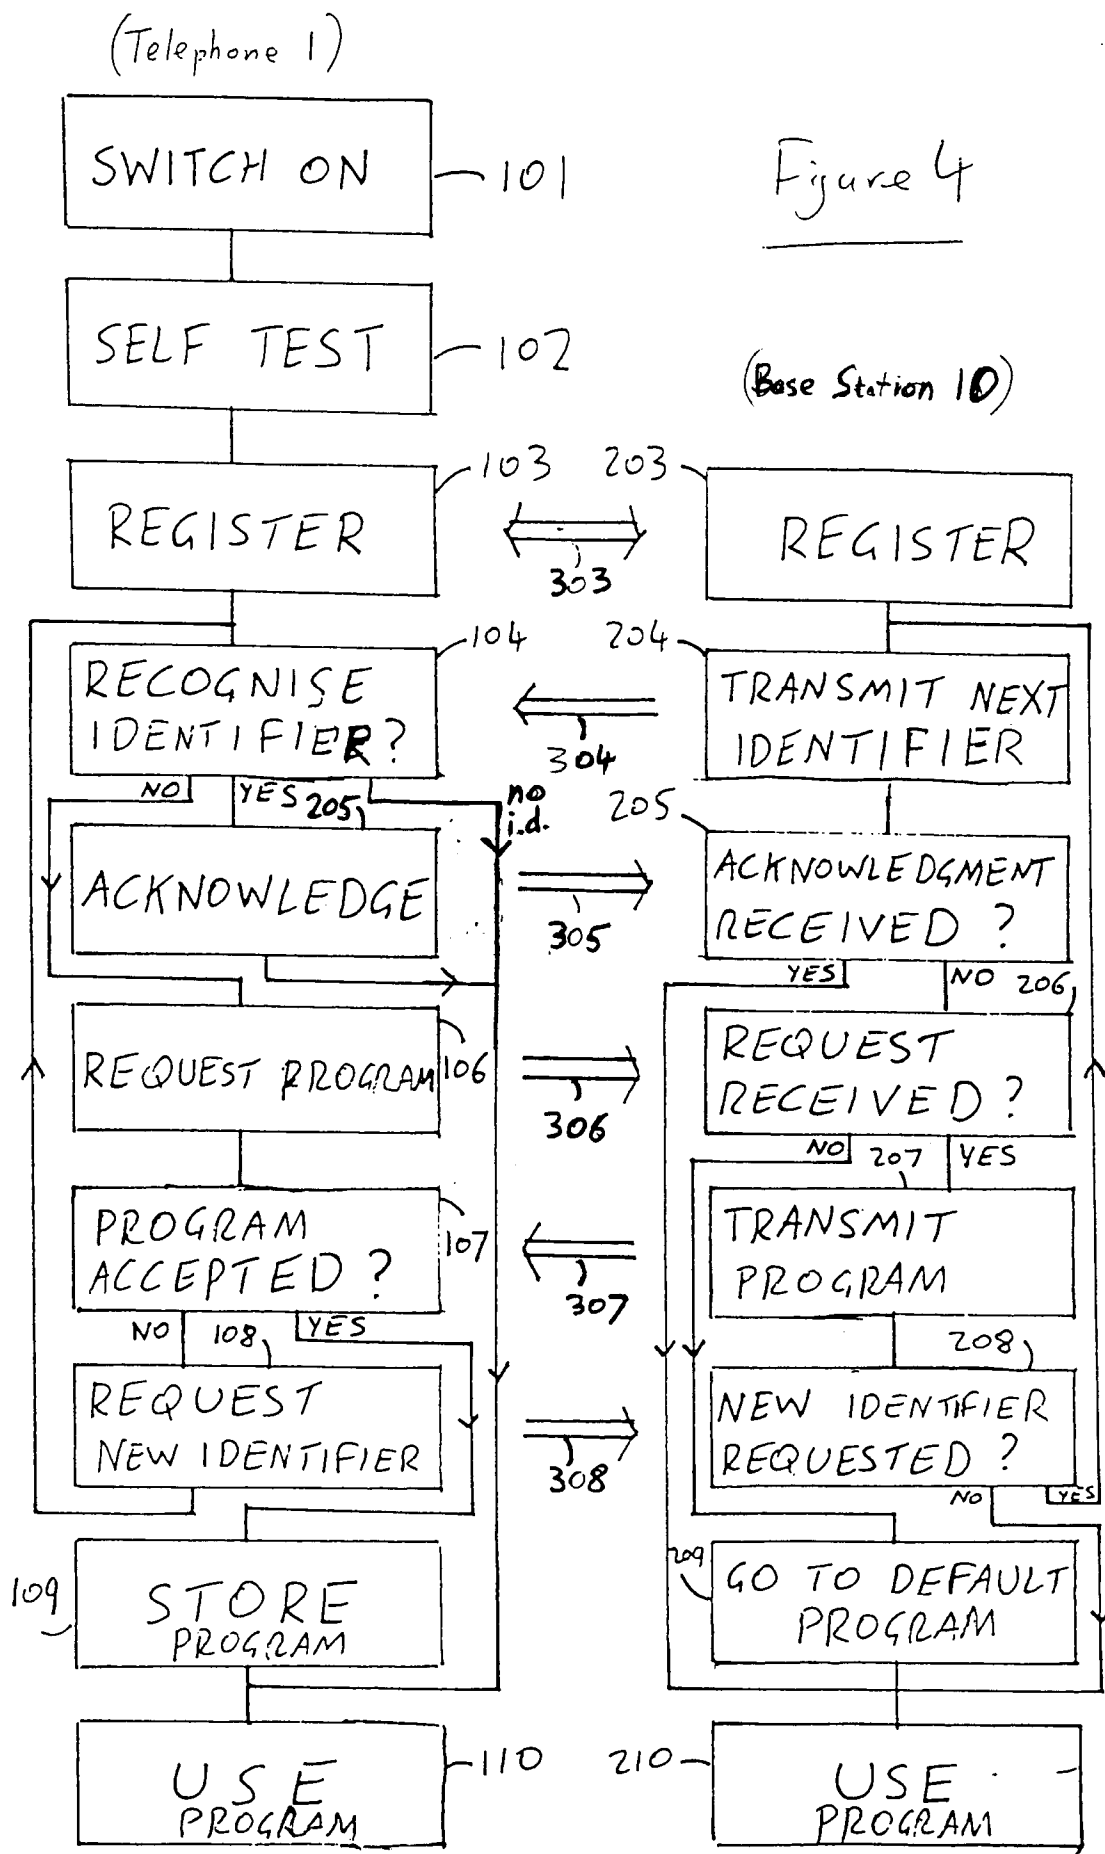 (Telephone 1)
SWITCH ON
101
Figure 4
SELF TEST
102
(Base Station 10)
103
203
REGISTER
303
REGISTER
104
204
RECOGNISE
IDENTIFIER?
304
TRANSMIT NEXT
IDENTIFIER
NO
YES
205
no
i.d.
205
ACKNOWLEDGE
305
ACKNOWLEDGMENT
RECEIVED?
YES
NO
206
REQUEST PROGRAM
106
306
REQUEST
RECEIVED?
NO
207
YES
PROGRAM
ACCEPTED?
107
307
TRANSMIT
PROGRAM
NO
108
YES
208
REQUEST
NEW IDENTIFIER
308
NEW IDENTIFIER
REQUESTED?
NO
YES
109
STORE
PROGRAM
209
GO TO DEFAULT
PROGRAM
USE
PROGRAM
110
210
USE
PROGRAM